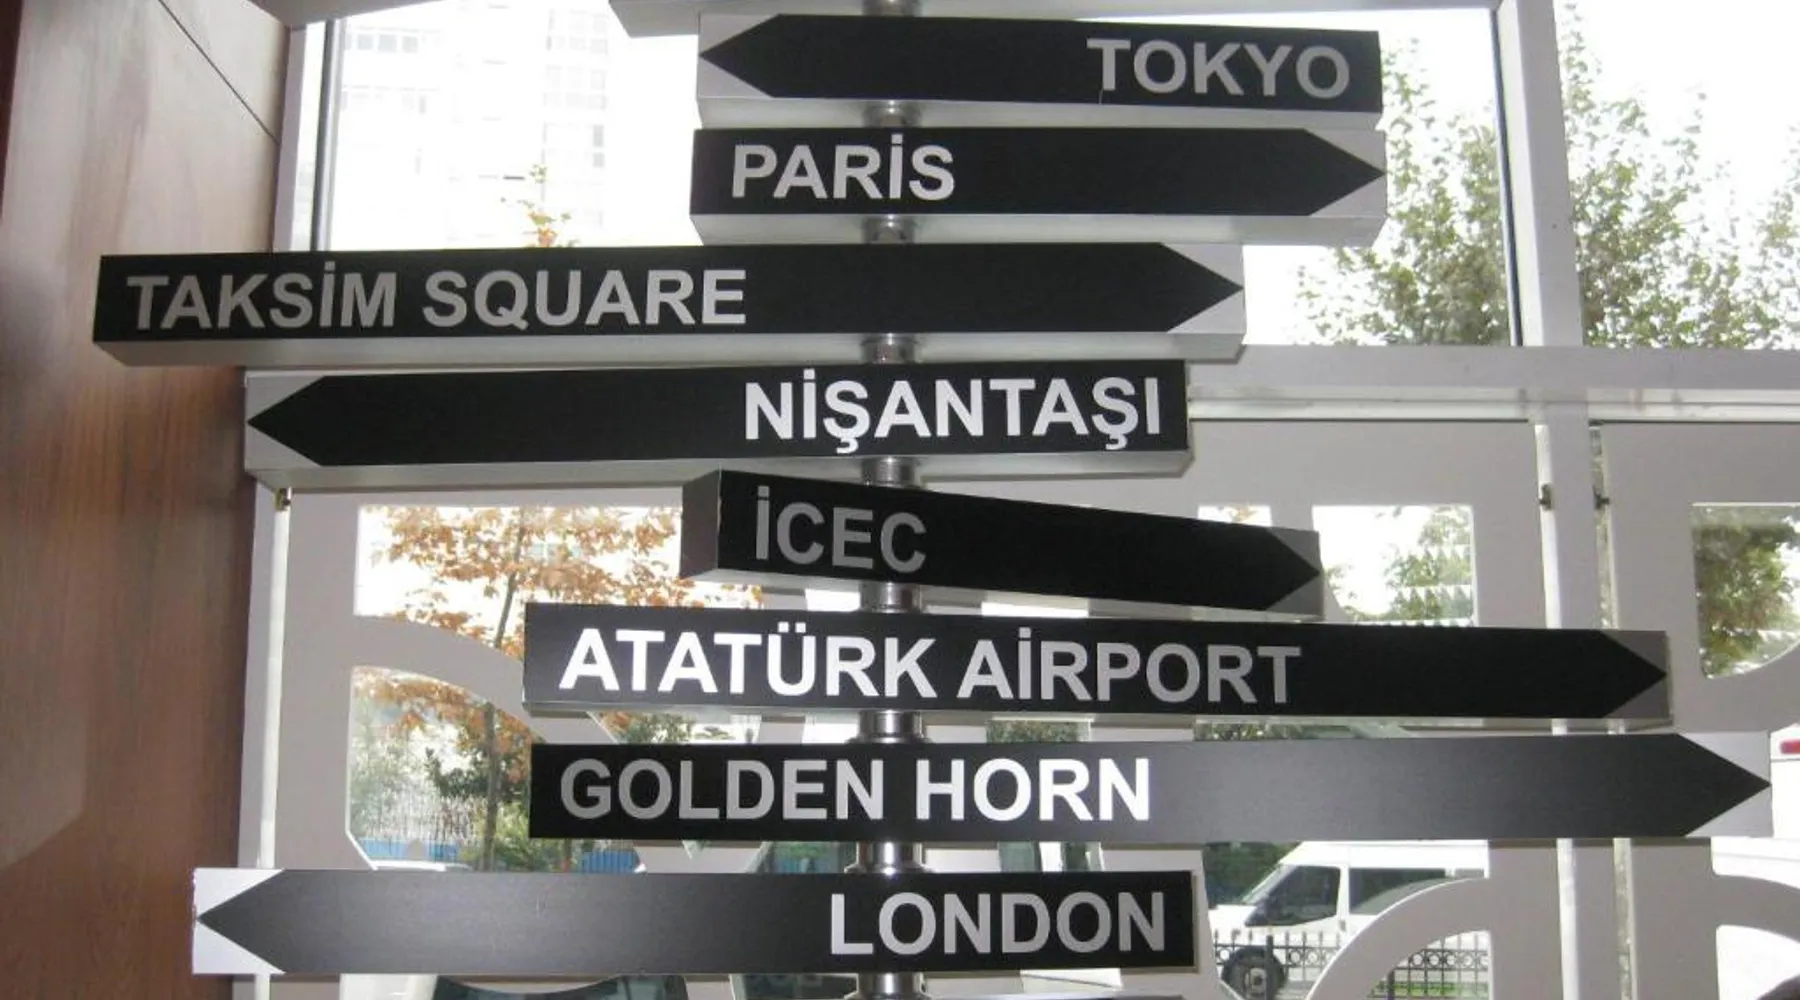 TOKYO
PARİS
TAKSİM SQUARE
NİŞANTAŞI
İCEC
ATATÜRK AİRPORT
GOLDEN HORN
LONDON